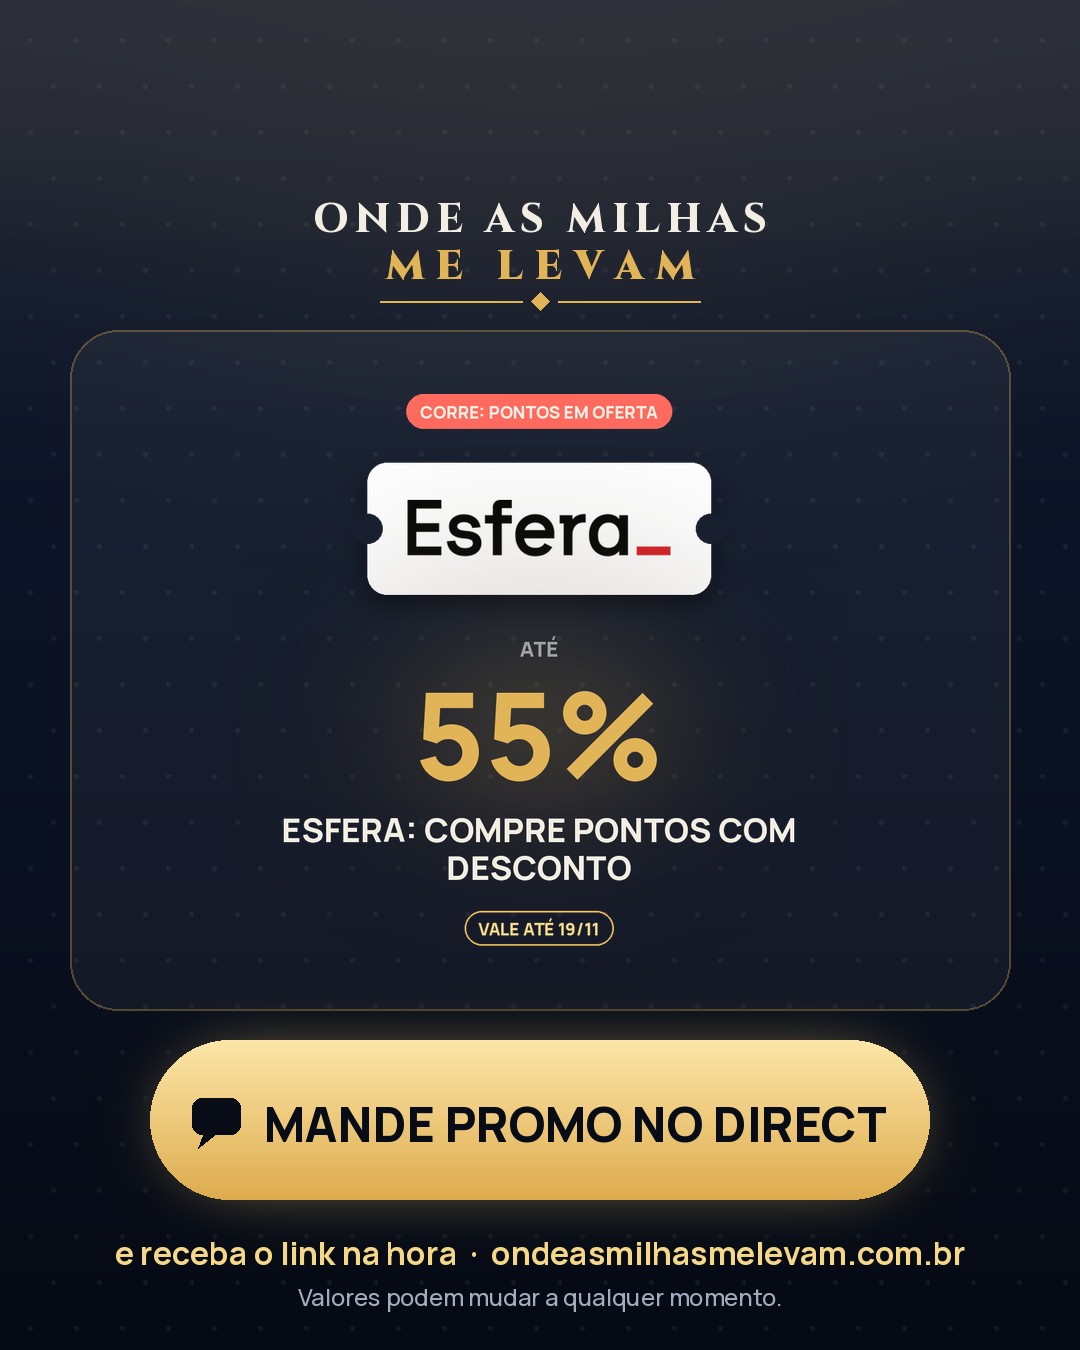 ONDE AS MILHAS
ME LEVAM
CORRE: PONTOS EM OFERTA
Esfera_
ATÉ
55%
ESFERA: COMPRE PONTOS COM
DESCONTO
VALE ATÉ 19/11
MANDE PROMO NO DIRECT
e receba o link na hora · ondeasmilhasmelevam.com.br
Valores podem mudar a qualquer momento.